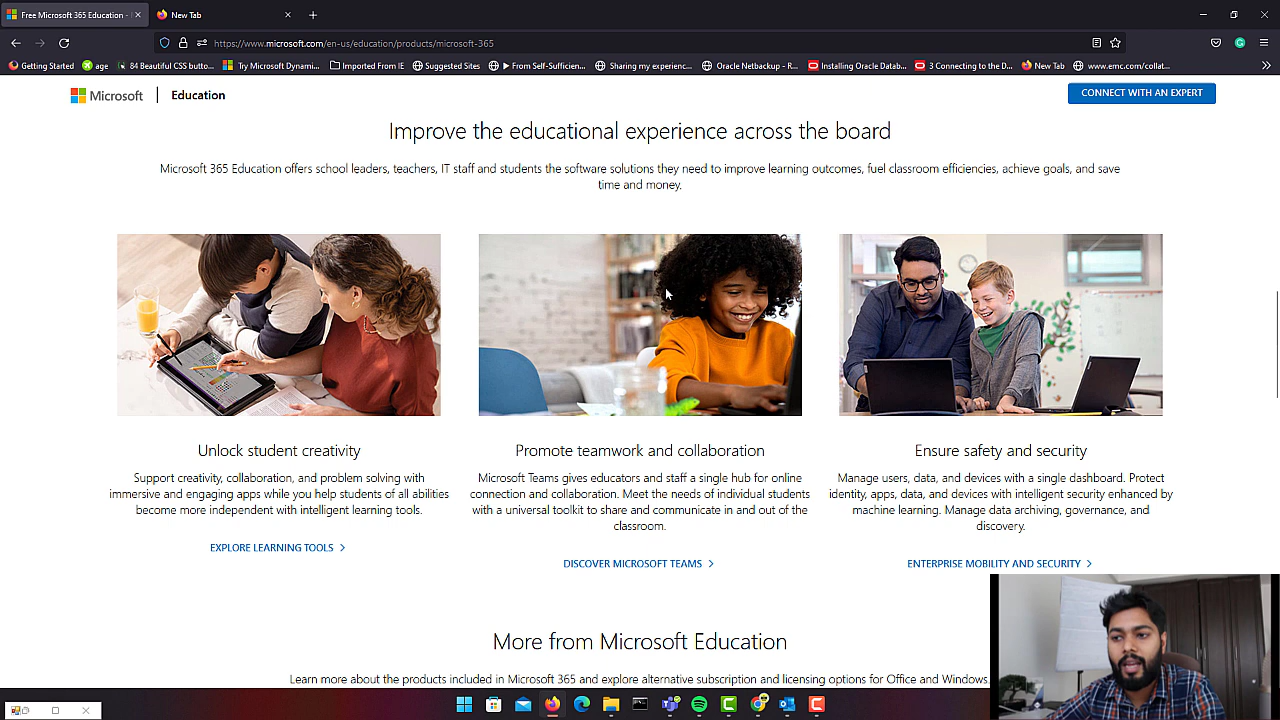 Free Microsoft 365 Education -
New Tab
https://www.microsoft.com/en-us/education/products/microsoft-365
Getting Started
age
84 Beautiful CSS butto...
Try Microsoft Dynami...
Imported From IE
Suggested Sites
► From Self-Sufficien...
Sharing my experienc...
Oracle Netbackup - R...
Installing Oracle Datab...
3 Connecting to the D...
New Tab
www.emc.com/collat...
Microsoft
Education
CONNECT WITH AN EXPERT
Improve the educational experience across the board
Microsoft 365 Education offers school leaders, teachers, IT staff and students the software solutions they need to improve learning outcomes, fuel classroom efficiencies, achieve goals, and save
time and money.
Unlock student creativity
Support creativity, collaboration, and problem solving with
immersive and engaging apps while you help students of all abilities
become more independent with intelligent learning tools.
EXPLORE LEARNING TOOLS
Promote teamwork and collaboration
Microsoft Teams gives educators and staff a single hub for online
connection and collaboration. Meet the needs of individual students
with a universal toolkit to share and communicate in and out of the
classroom.
DISCOVER MICROSOFT TEAMS
Ensure safety and security
Manage users, data, and devices with a single dashboard. Protect
identity, apps, data, and devices with intelligent security enhanced by
machine learning. Manage data archiving, governance, and
discovery.
ENTERPRISE MOBILITY AND SECURITY
More from Microsoft Education
Learn more about the products included in Microsoft 365 and explore alternative subscription and licensing options for Office and Windows.